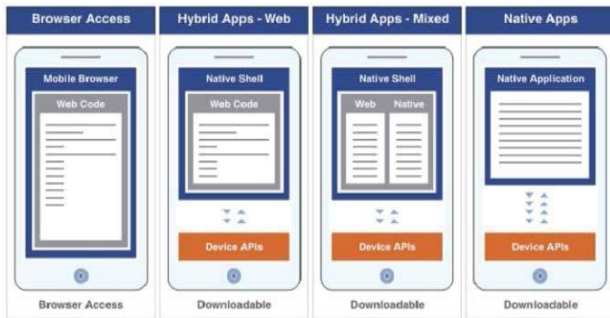 Browser Access
Mobile Browser
Web Code
Browser Access
Hybrid Apps - Web
Native Shell
Web Code
Device APIs
Downloadable
Hybrid Apps - Mixed
Native Shell
Web Native
Device APIs
Downloadable
Native Apps
Native Application
Device APIs
Downloadable